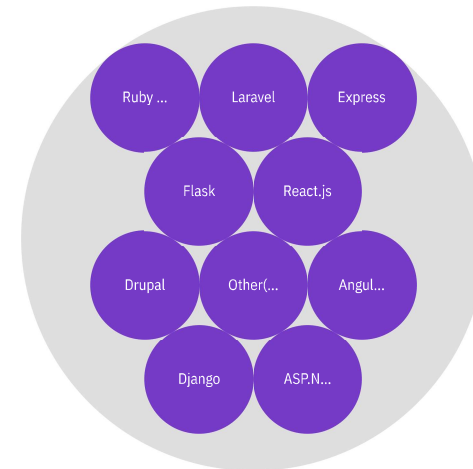 Ruby ...
Laravel
Express
Flask
React.js
Drupal
Other(...
Angul...
Django
ASP.N...